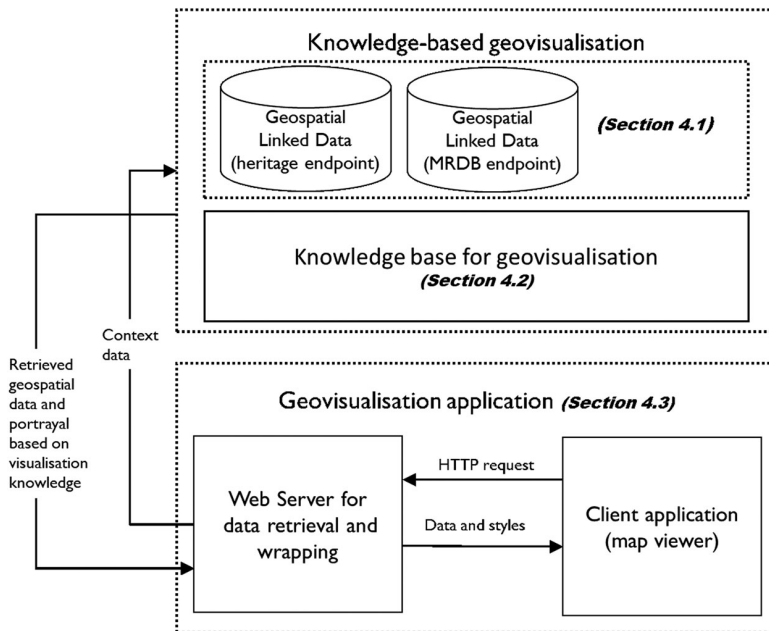 Knowledge-based geovisualisation
Geospatial
Linked Data
(heritage endpoint)
Geospatial
Linked Data
(MRDB endpoint)
(Section 4.1)
Knowledge base for geovisualisation
(Section 4.2)
Context
data
Retrieved
geospatial
data and
portrayal
based on
visualisation
knowledge
Geovisualisation application (Section 4.3)
Web Server for
data retrieval and
wrapping
HTTP request
Data and styles
Client application
(map viewer)